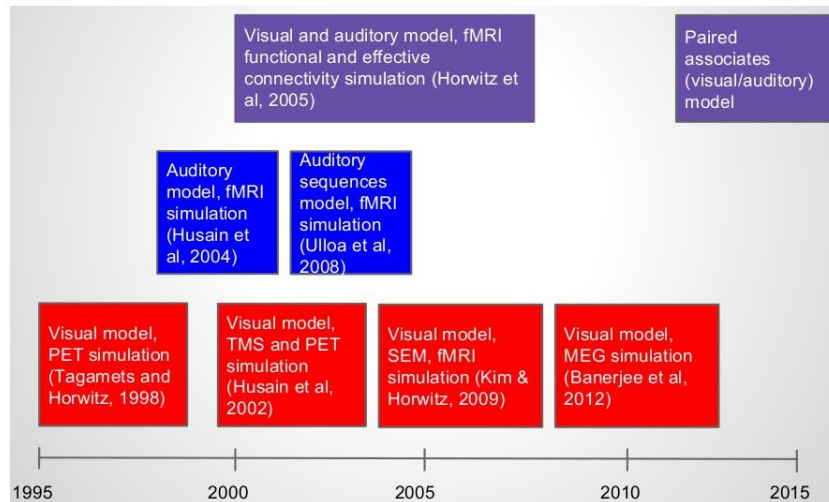 Visual and auditory model, fMRI
functional and effective
connectivity simulation (Horwitz et
al, 2005)
Paired
associates
(visual/auditory)
model
Auditory
model, fMRI
simulation
(Husain et
al, 2004)
Auditory
sequences
model, fMRI
simulation
(Ulloa et al,
2008)
Visual model,
PET simulation
(Tagamets and
Horwitz, 1998)
Visual model,
TMS and PET
simulation
(Husain et al,
2002)
Visual model,
SEM, fMRI
simulation (Kim &
Horwitz, 2009)
Visual model,
MEG simulation
(Banerjee et al,
2012)
1995 2000 2005 2010 2015